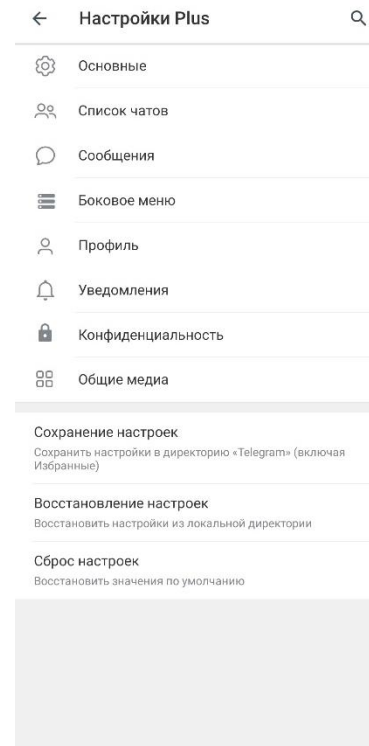 Настройки Plus
Основные
Список чатов
Сообщения
Боковое меню
Профиль
Уведомления
Конфиденциальность
Общие медиа
Сохранение настроек
Сохранить настройки в директорию «Telegram» (включая
Избранные)
Восстановление настроек
Восстановить настройки из локальной директории
Сброс настроек
Восстановить значения по умолчанию